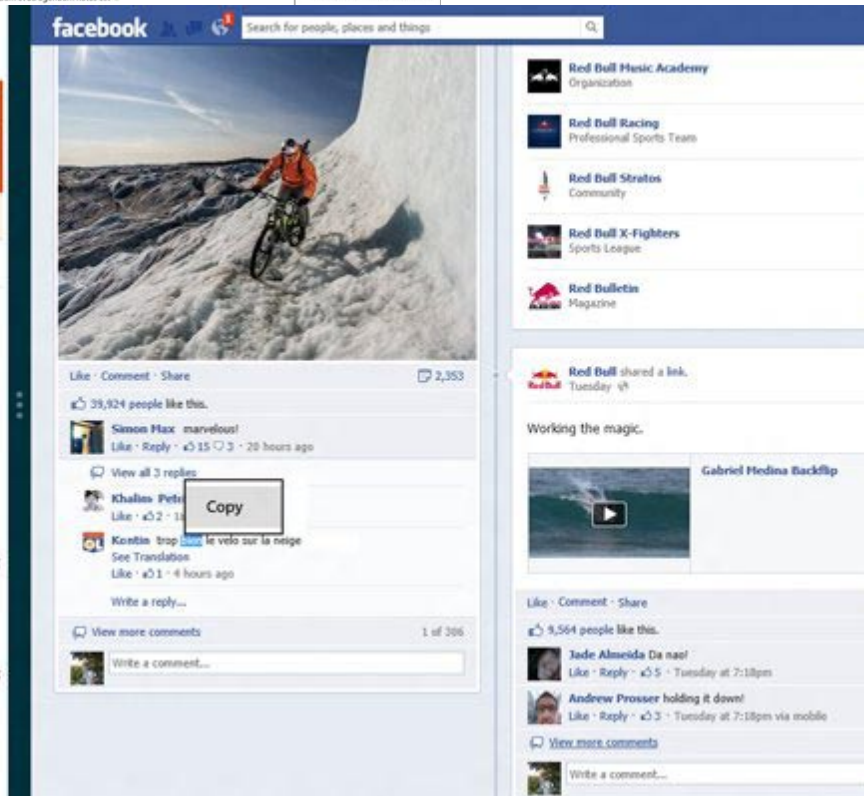 facebook
1
Search for people, places and things
Like · Comment · Share
2,353
39,924 people like this.
Simon Max marvelous!
Like · Reply · 15 3 · 20 hours ago
View all 3 replies
Khalins
Copy
Like · 2 ·
Kontin trop bien le velo sur la neige
See Translation
Like · 1 · 4 hours ago
Write a reply...
View more comments
1 of 306
Write a comment...
Red Bull Music Academy
Organization
Red Bull Racing
Professional Sports Team
Red Bull Stratos
Community
Red Bull X-Fighters
Sports League
Red Bulletin
Magazine
Red Bull shared a link.
Tuesday
Working the magic.
Gabriel Medina Backflip
Like · Comment · Share
9,564 people like this.
Jade Almeida Da nao!
Like · Reply · 5 · Tuesday at 7:18pm
Andrew Prosser holding it down!
Like · Reply · 3 · Tuesday at 7:18pm via mobile
View more comments
Write a comment...